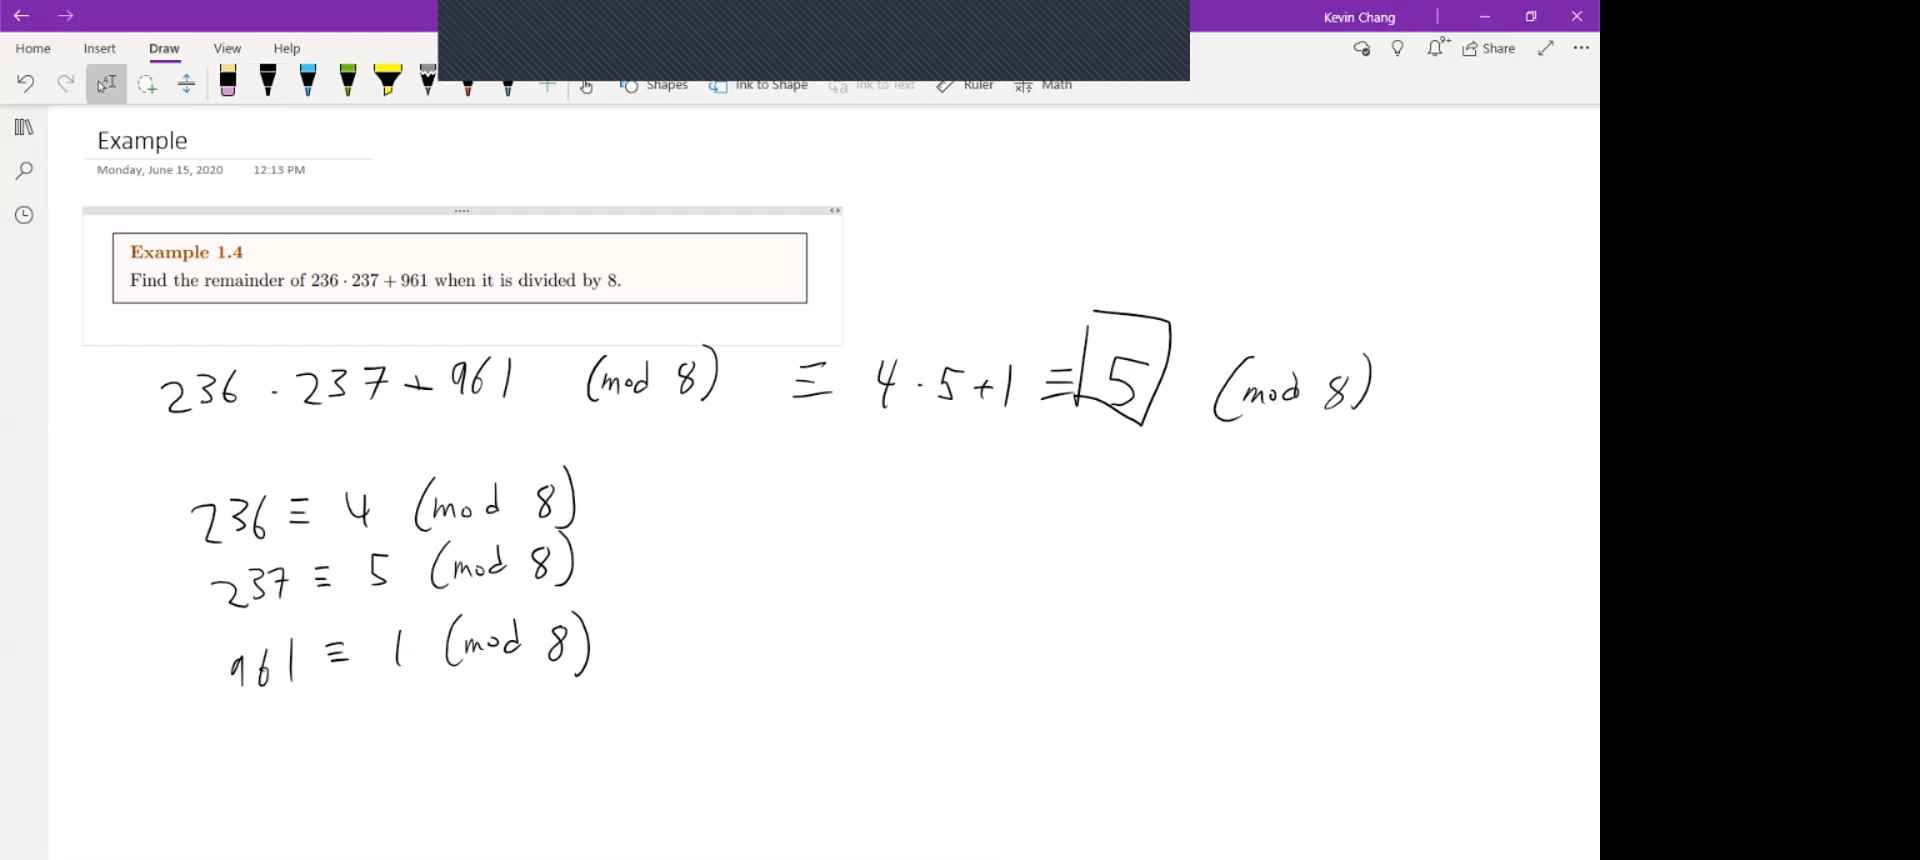 Kevin Chang
Home Insert Draw View Help
9+ Share
Shapes Ink to Shape Ink to Text Ruler Math
Example
Monday, June 15, 2020 12:13 PM
Example 1.4
Find the remainder of 236 · 237 + 961 when it is divided by 8.
236 · 237 + 961 (mod 8) ≡ 4 · 5 + 1 ≡ 5 (mod 8)
236 ≡ 4 (mod 8)
237 ≡ 5 (mod 8)
961 ≡ 1 (mod 8)